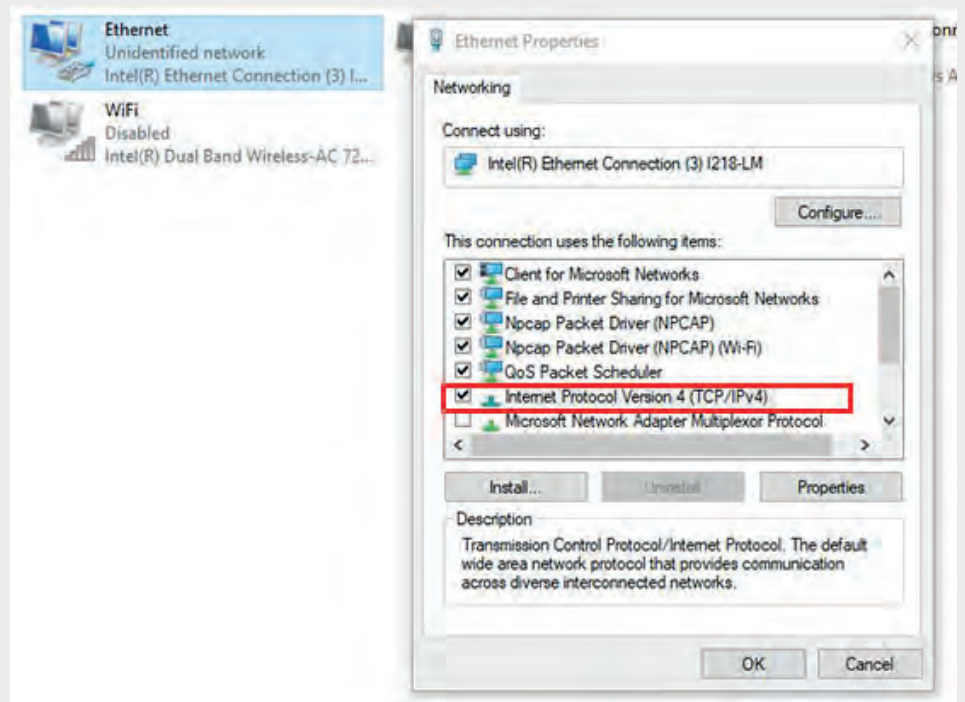 Ethernet
Unidentified network
Intel(R) Ethernet Connection (3) I...
WiFi
Disabled
Intel(R) Dual Band Wireless-AC 72...
Ethernet Properties
Networking
Connect using:
Intel(R) Ethernet Connection (3) I218-LM
Configure...
This connection uses the following items:
Client for Microsoft Networks
File and Printer Sharing for Microsoft Networks
Npcap Packet Driver (NPCAP)
Npcap Packet Driver (NPCAP) (Wi-Fi)
QoS Packet Scheduler
Internet Protocol Version 4 (TCP/IPv4)
Microsoft Network Adapter Multiplexor Protocol
Install...
Uninstall
Properties
Description
Transmission Control Protocol/Internet Protocol. The default
wide area network protocol that provides communication
across diverse interconnected networks.
OK
Cancel